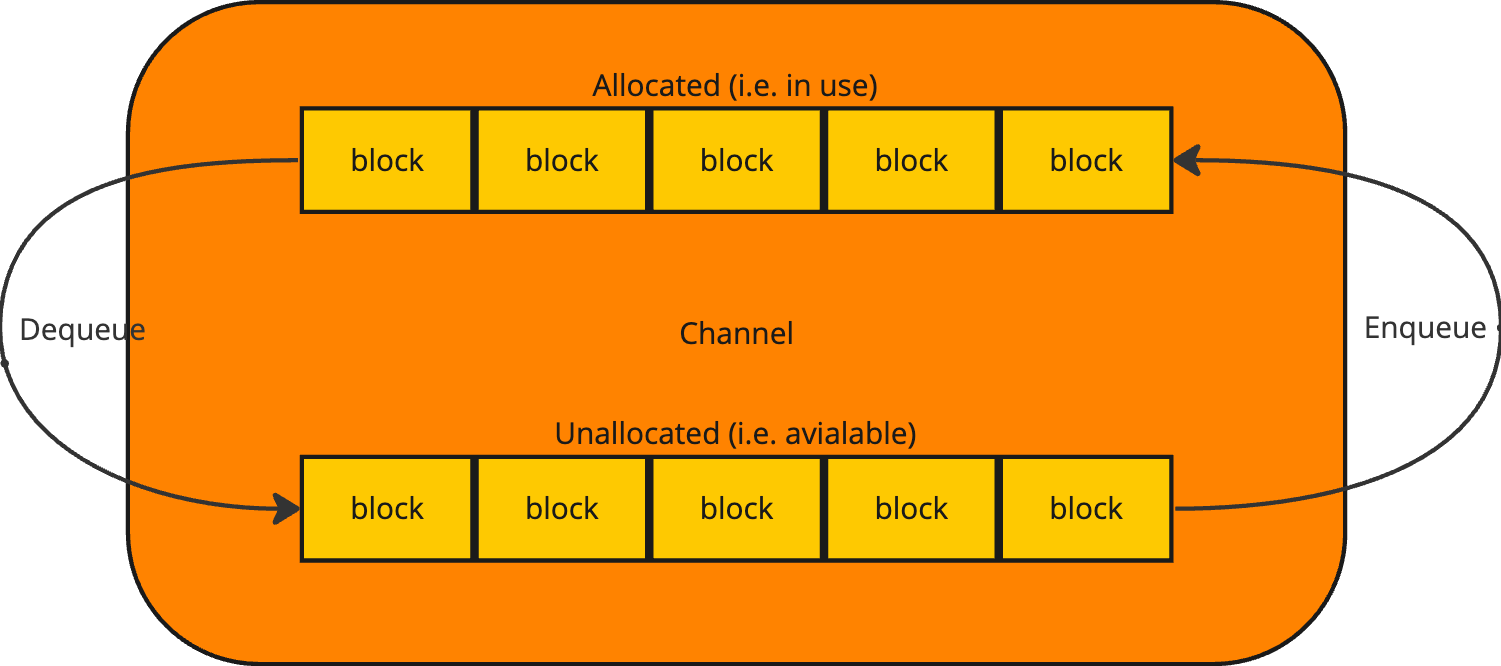 Allocated (i.e. in use)
block block block block block
Dequeue
Channel
Enqueue
Unallocated (i.e. avialable)
block block block block block